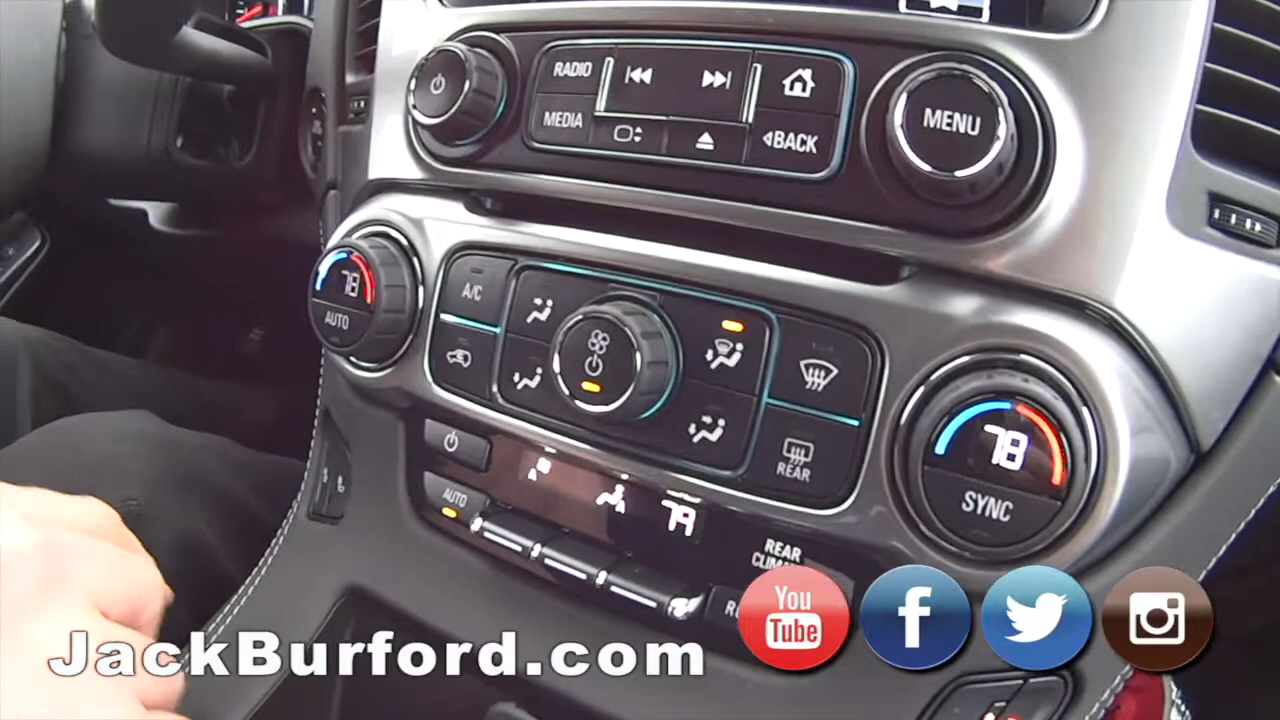 RADIO
MEDIA
BACK
MENU
78
AUTO
A/C
REAR
78
SYNC
AUTO
79
REAR
You
Tube
f
JackBurford.com